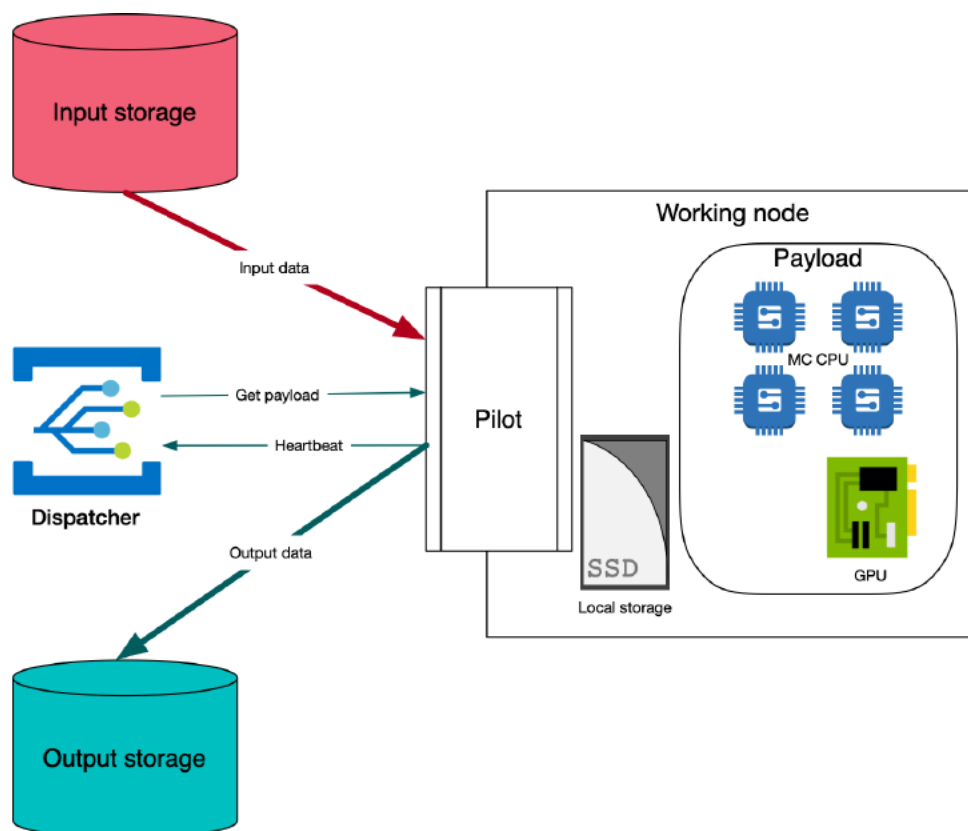 Input storage
Working node
Input data
Payload
MC CPU
Get payload
Pilot
Heartbeat
Dispatcher
Output data
SSD
GPU
Local storage
Output storage